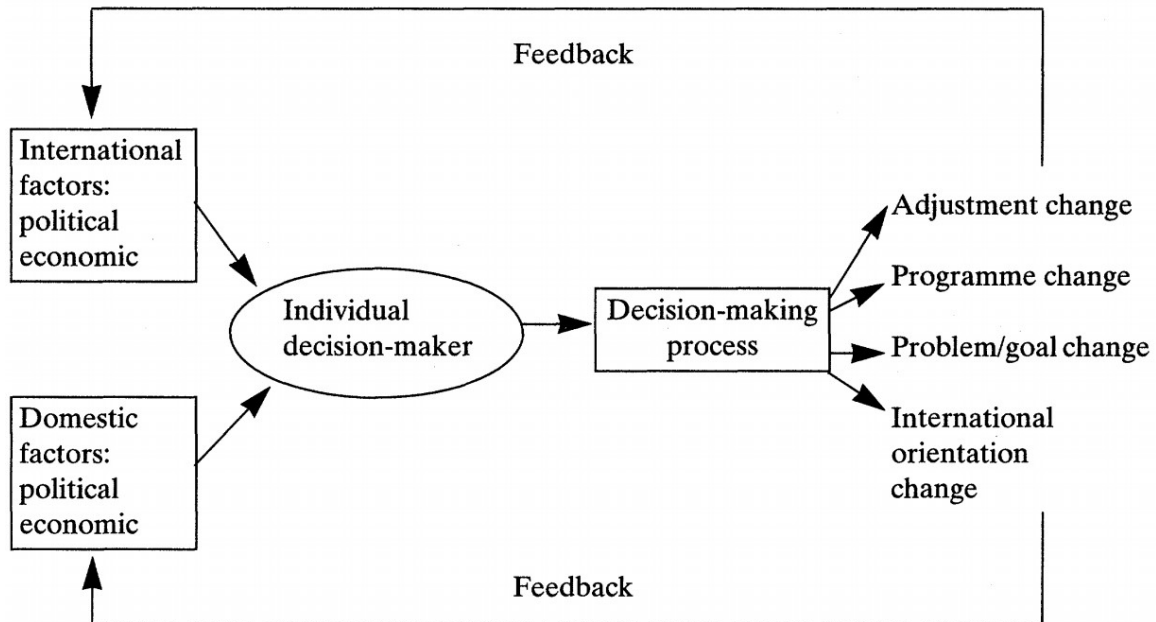 Feedback
International
factors:
political
economic
Domestic
factors:
political
economic
Individual
decision-maker
Decision-making
process
Adjustment change
Programme change
Problem/goal change
International
orientation
change
Feedback